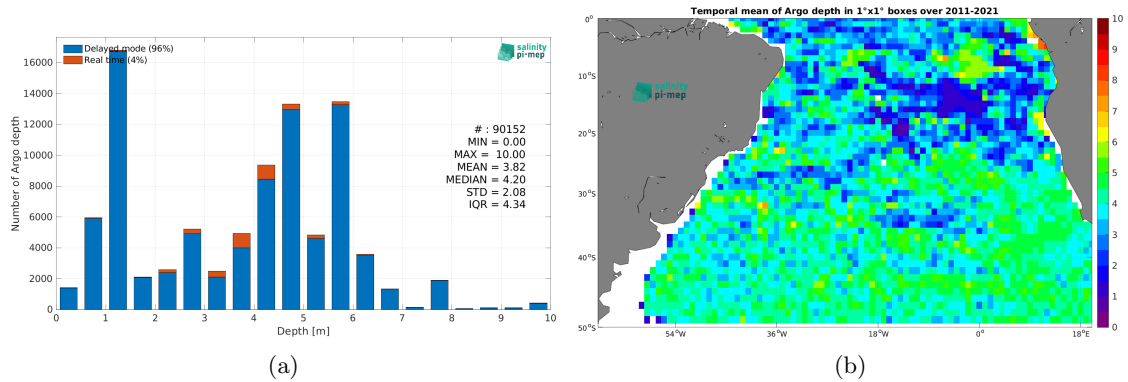 Delayed mode (96%)
Real time (4%)
salinity
pi-mep
# : 90152
MIN = 0.00
MAX = 10.00
MEAN = 3.82
MEDIAN = 4.20
STD = 2.08
IQR = 4.34
Number of Argo depth
16000
14000
12000
10000
8000
6000
4000
2000
0
0 1 2 3 4 5 6 7 8 9 10
Depth [m]
(a)
Temporal mean of Argo depth in 1°x1° boxes over 2011-2021
salinity
pi-mep
0°
10°S
20°S
30°S
40°S
50°S
54°W 36°W 18°W 0° 18°E
10
9
8
7
6
5
4
3
2
1
0
(b)